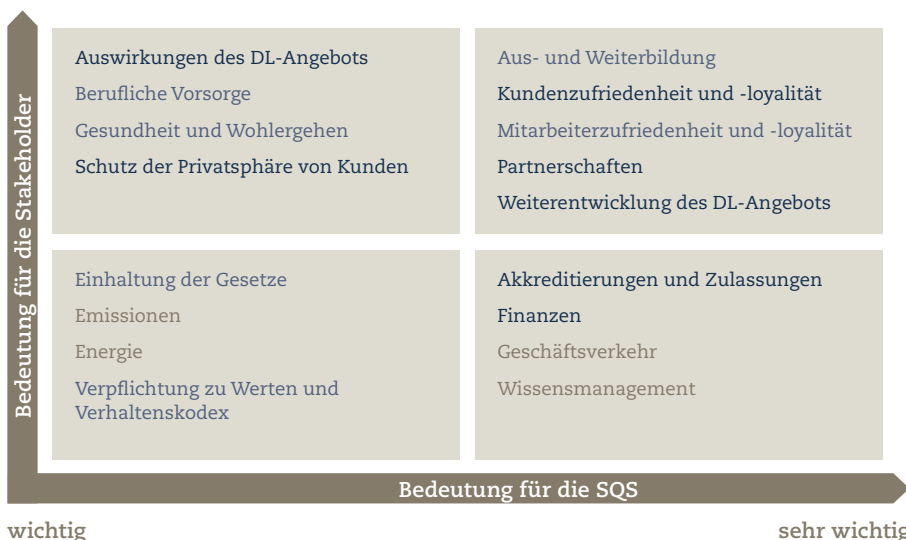 Bedeutung für die Stakeholder
Auswirkungen des DL-Angebots
Berufliche Vorsorge
Gesundheit und Wohlergehen
Schutz der Privatsphäre von Kunden
Aus- und Weiterbildung
Kundenzufriedenheit und -loyalität
Mitarbeiterzufriedenheit und -loyalität
Partnerschaften
Weiterentwicklung des DL-Angebots
Einhaltung der Gesetze
Emissionen
Energie
Verpflichtung zu Werten und
Verhaltenskodex
Akkreditierungen und Zulassungen
Finanzen
Geschäftsverkehr
Wissensmanagement
Bedeutung für die SQS
wichtig
sehr wichtig